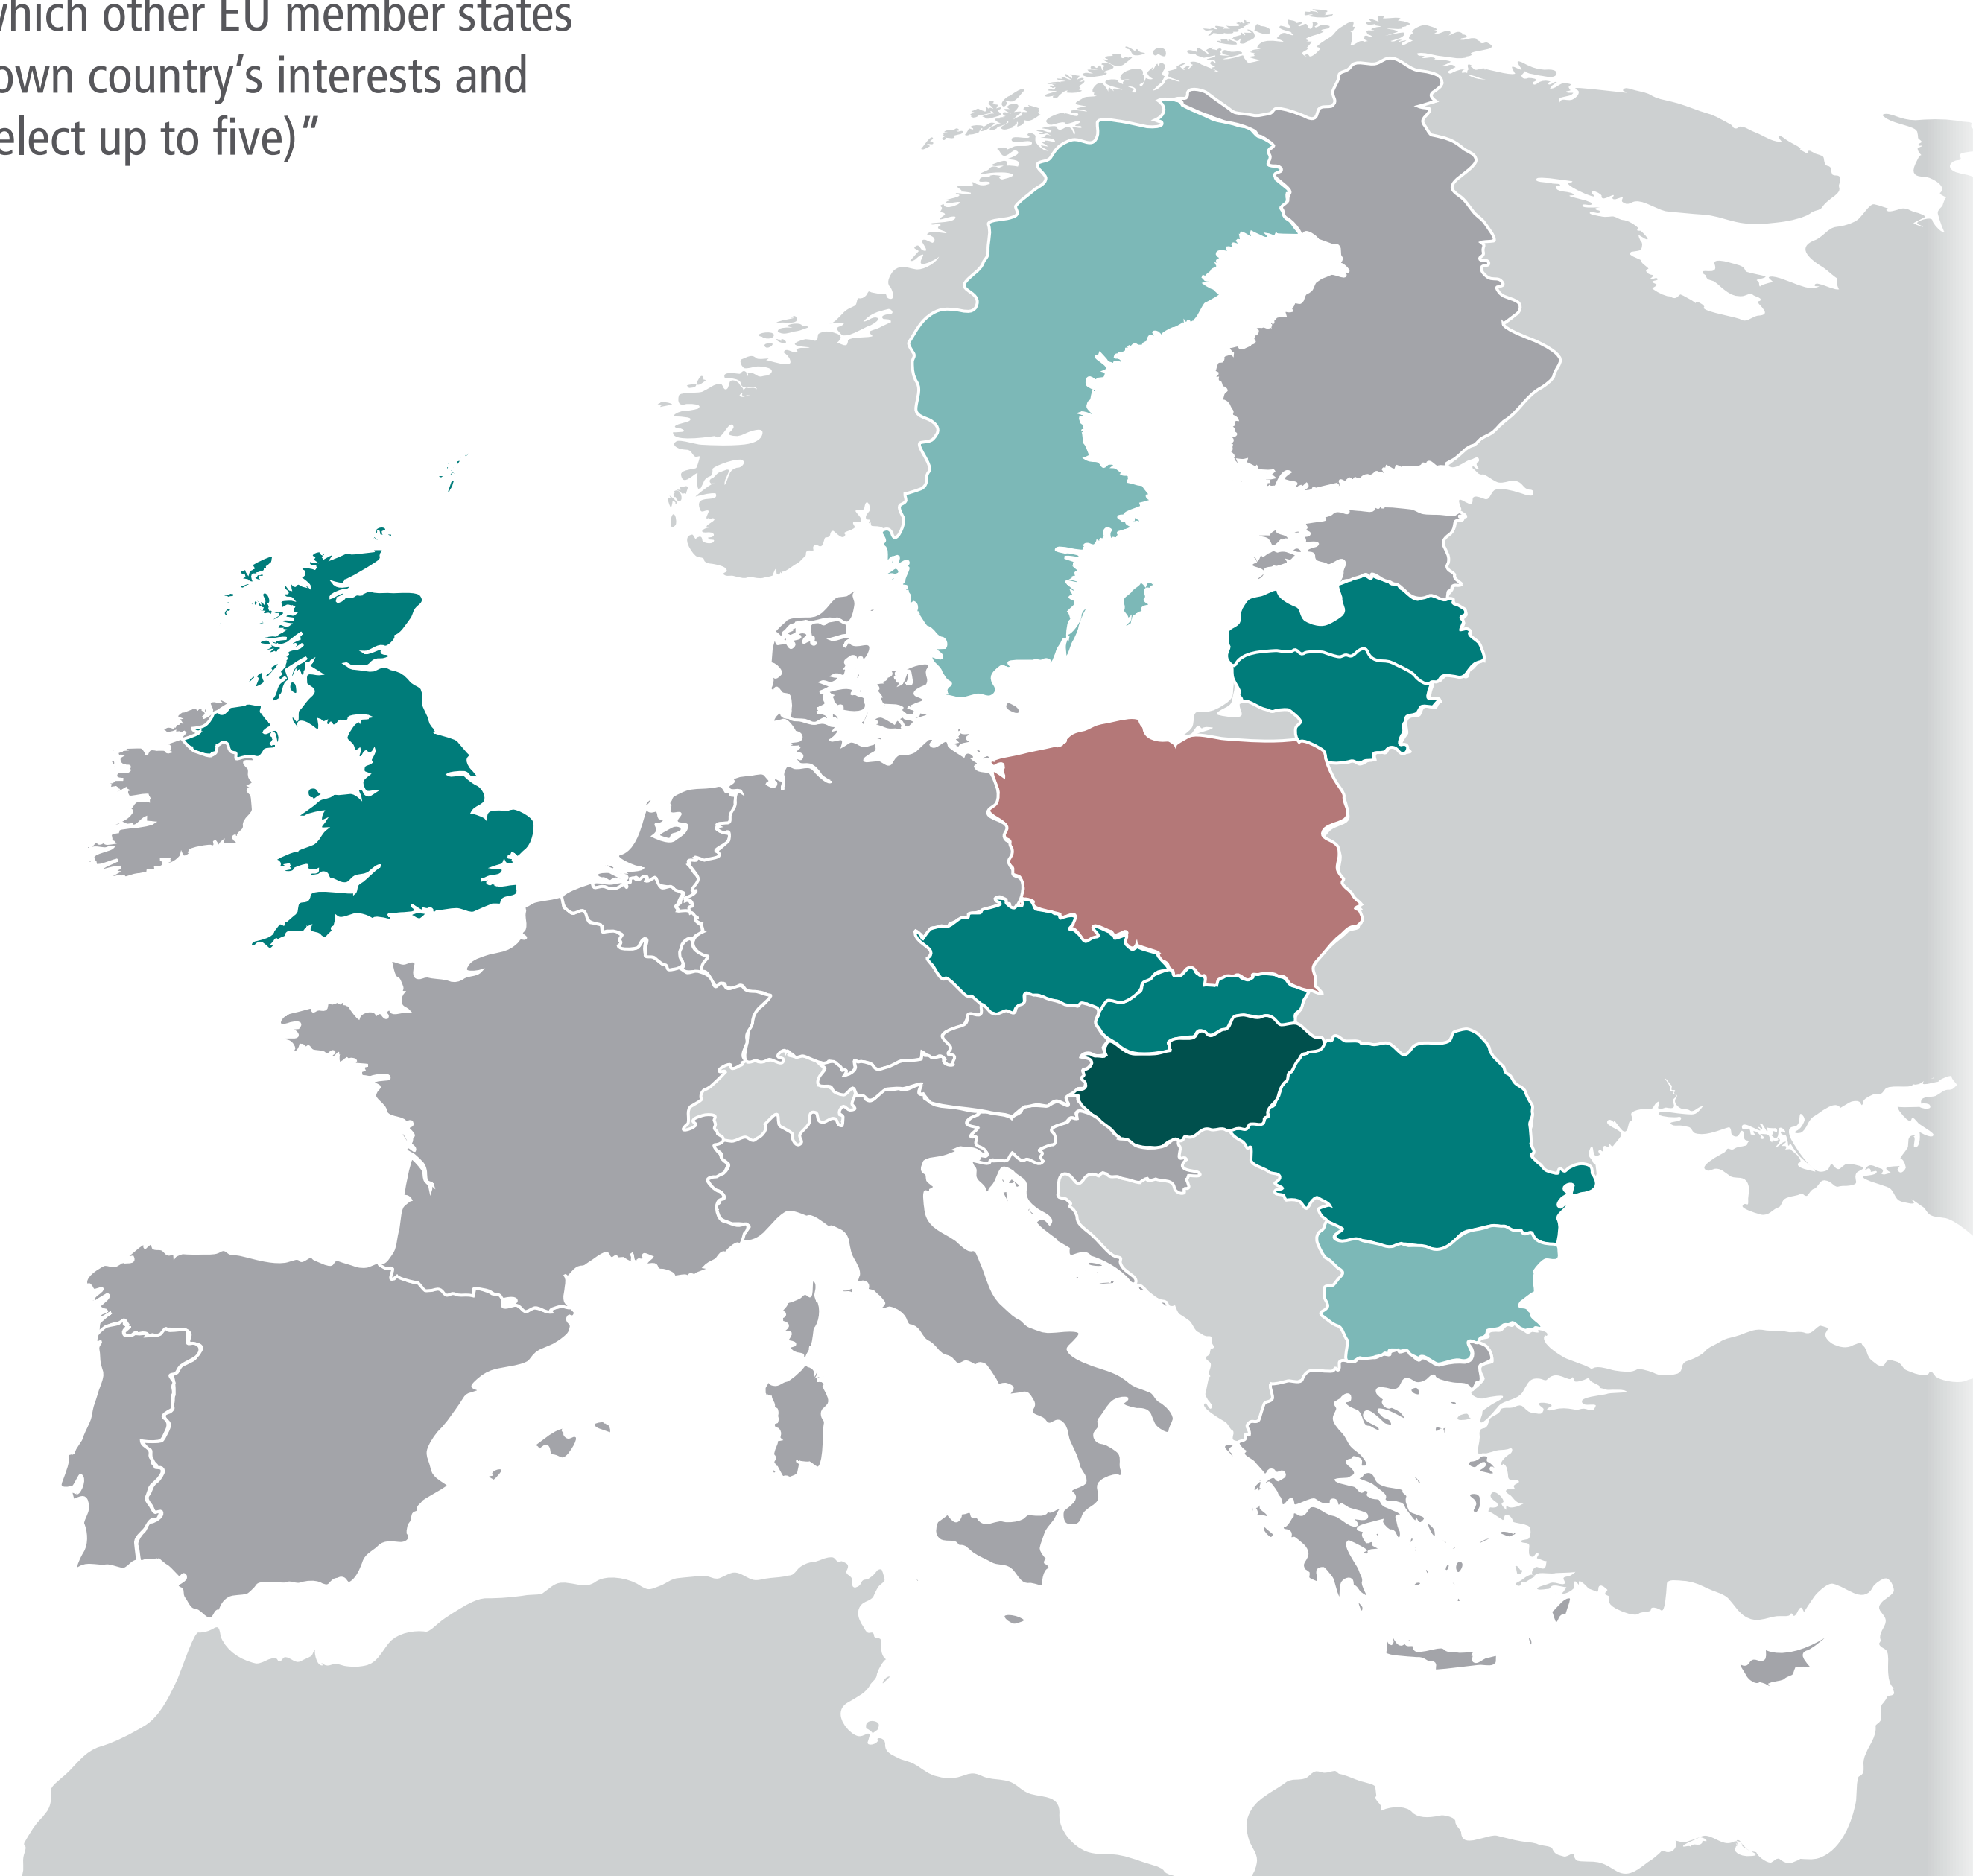 which other EU member states
own country's interests and
elect up to five)“